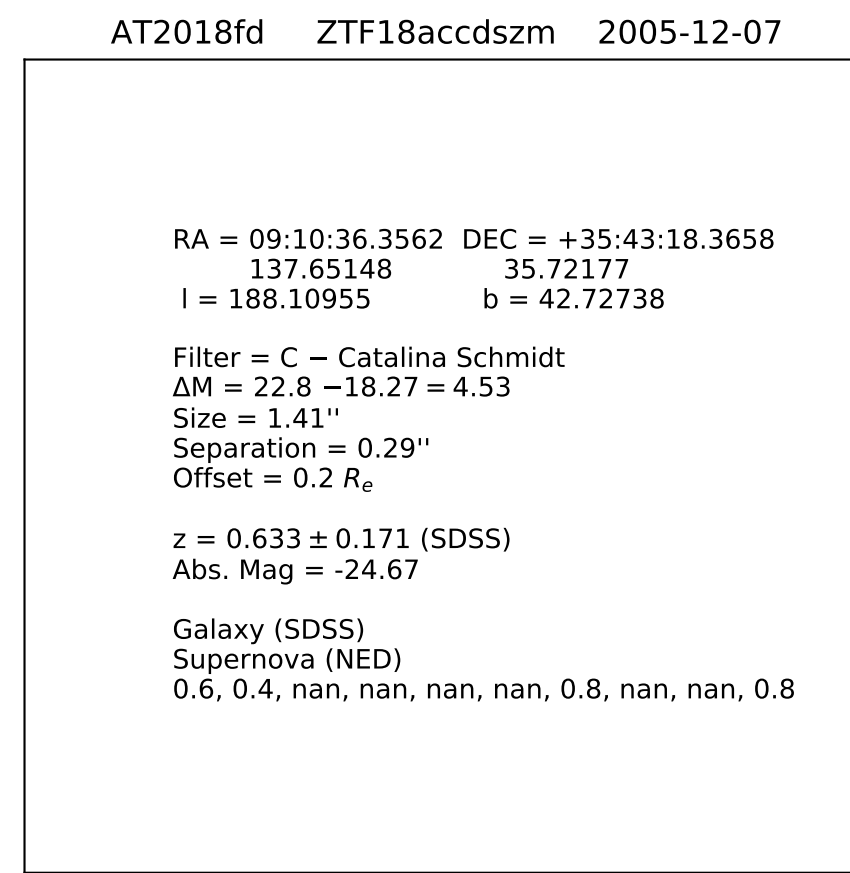 AT2018fd ZTF18accdszm 2005-12-07
RA = 09:10:36.3562 DEC = +35:43:18.3658
137.65148 35.72177
l = 188.10955 b = 42.72738
Filter = C − Catalina Schmidt
ΔM = 22.8 −18.27 = 4.53
Size = 1.41''
Separation = 0.29''
Offset = 0.2 Rₑ
z = 0.633 ± 0.171 (SDSS)
Abs. Mag = -24.67
Galaxy (SDSS)
Supernova (NED)
0.6, 0.4, nan, nan, nan, nan, 0.8, nan, nan, 0.8